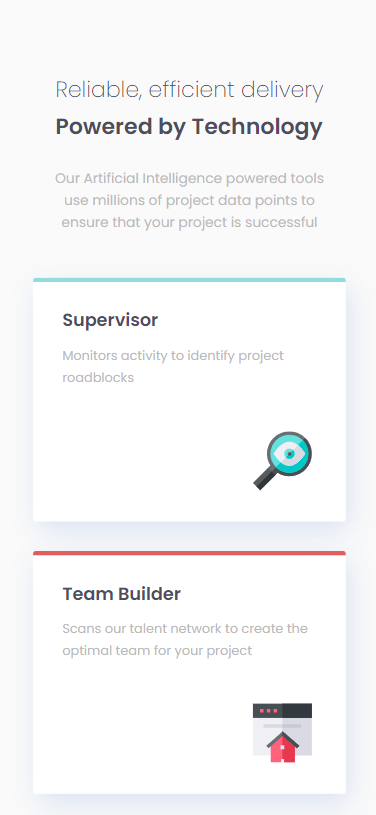 Reliable, efficient delivery
Powered by Technology
Our Artificial Intelligence powered tools
use millions of project data points to
ensure that your project is successful
Supervisor
Monitors activity to identify project
roadblocks
Team Builder
Scans our talent network to create the
optimal team for your project